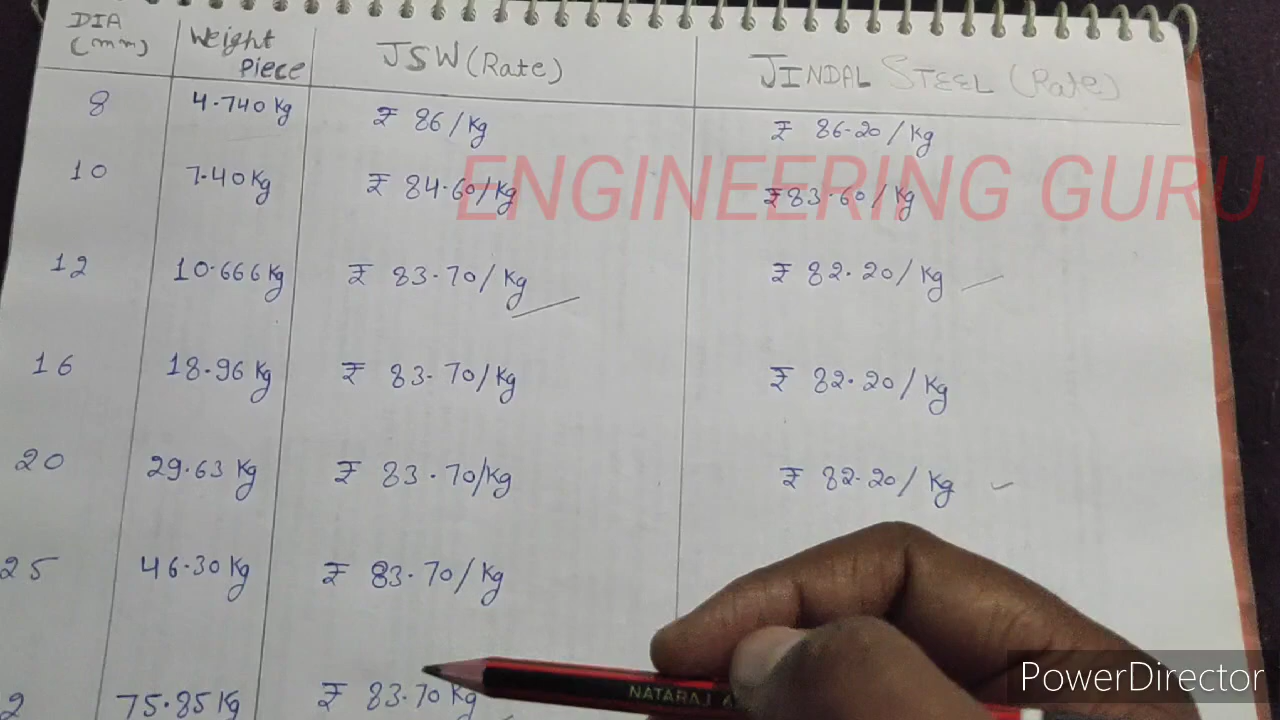 DIA (mm) Weight Piece JSW (Rate) JINDAL STEEL (Rate)
8 4.740 Kg ₹ 86/Kg ₹ 86.20/Kg
10 7.40 Kg ₹ 84.60/Kg ₹ 83.60/Kg
ENGINEERING GURU
12 10.666 Kg ₹ 83.70/Kg ₹ 82.20/Kg
16 18.96 Kg ₹ 83.70/Kg ₹ 82.20/Kg
20 29.63 Kg ₹ 83.70/Kg ₹ 82.20/Kg
25 46.30 Kg ₹ 83.70/Kg
2 75.85 Kg ₹ 83.70 Kg
NATARAJ
PowerDirector